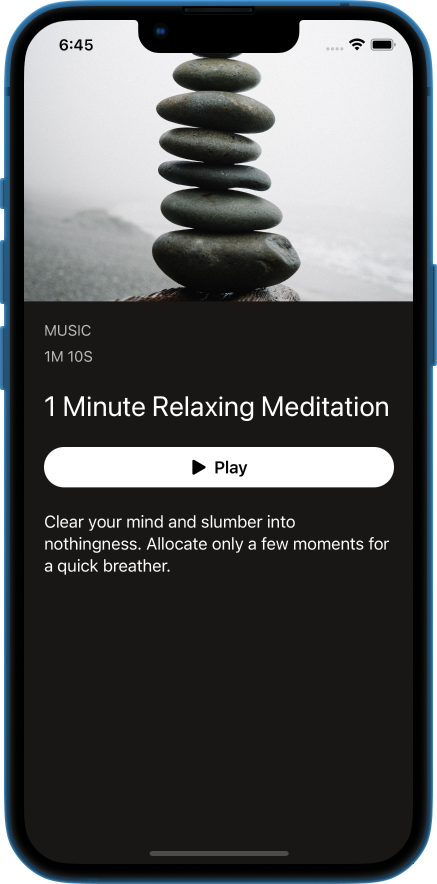 6:45
MUSIC
1M 10S
1 Minute Relaxing Meditation
Play
Clear your mind and slumber into
nothingness. Allocate only a few moments for
a quick breather.